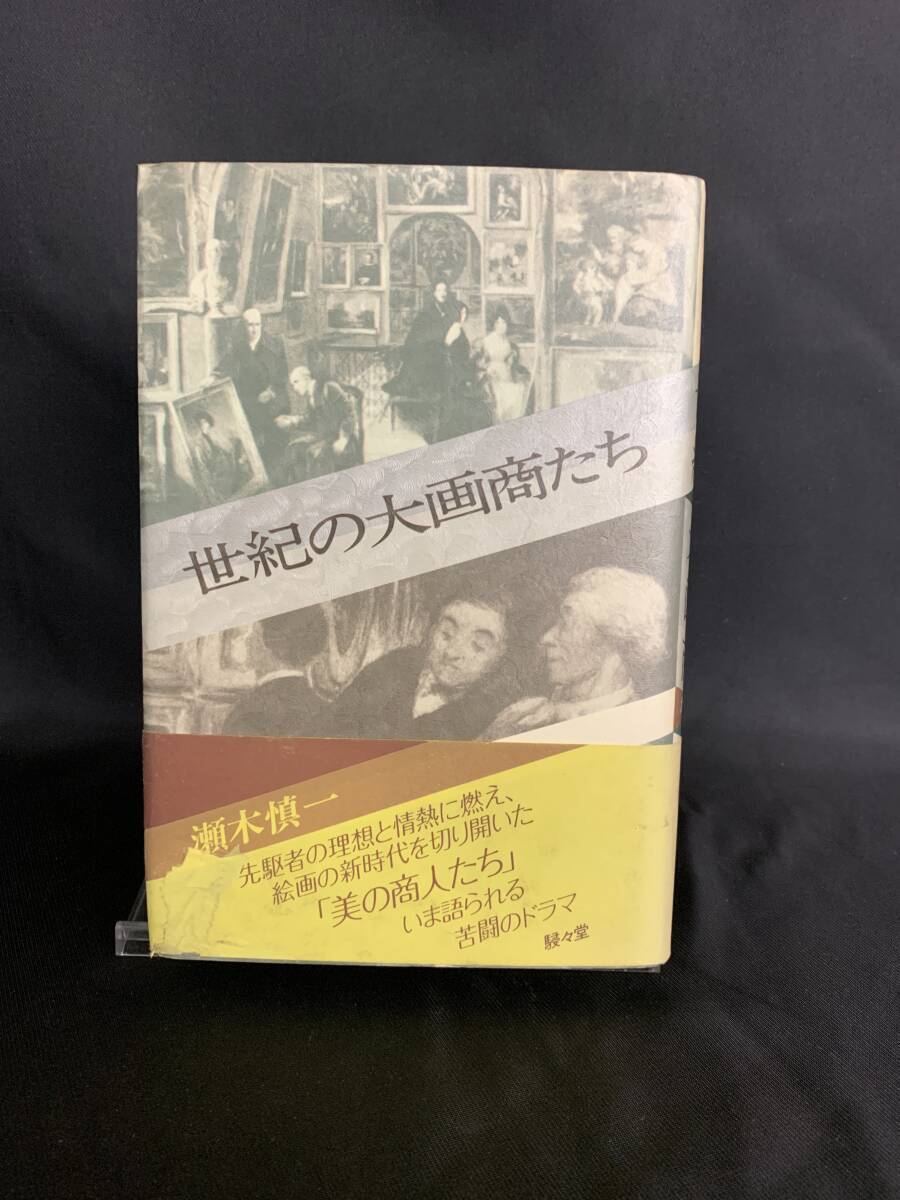 世紀の大画商たち
瀬木慎一
先駆者の理想と情熱に燃え、
絵画の新時代を切り開いた
「美の商人たち」
いま語られる
苦闘のドラマ
駸々堂